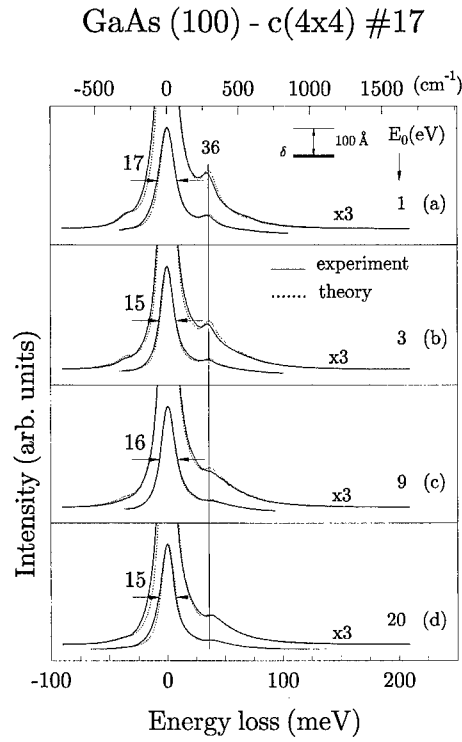 GaAs (100) - c(4x4) #17
-500 0 500 1000 1500 (cm⁻¹)
17 36 δ 100 Å E₀(eV)
x3 1 (a)
experiment
theory
15 x3 3 (b)
16 x3 9 (c)
15 x3 20 (d)
Intensity (arb. units)
-100 0 100 200
Energy loss (meV)